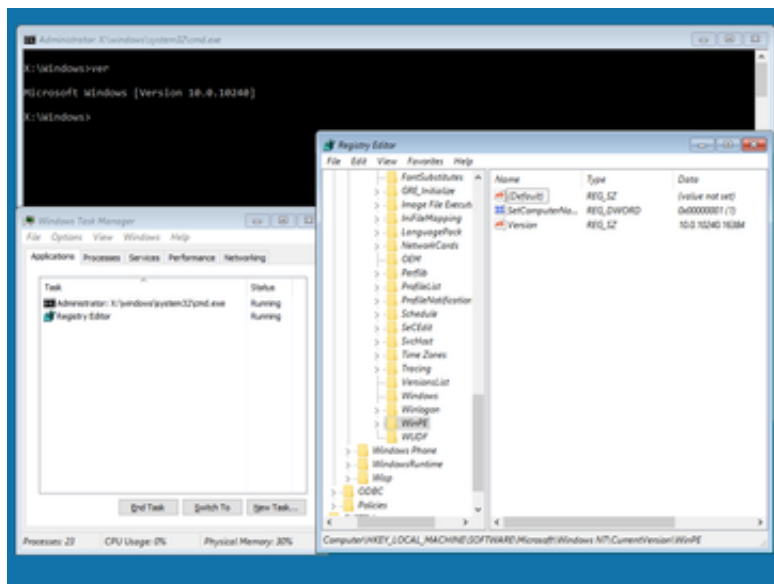 Administrator: X:\windows\system32\cmd.exe
X:\Windows>ver
Microsoft Windows [Version 10.0.10240]
X:\Windows>
Registry Editor
File Edit View Favorites Help
FontSubstitutes
GRE_Initialize
Image File Execut
IniFileMapping
LanguagePack
NetworkCards
OEM
Perflib
ProfileList
ProfileNotification
Schedule
SeCEdit
SvcHost
Time Zones
Tracing
VersionsList
Windows
Winlogon
WinPE
WUDF
Windows Phone
WindowsRuntime
Wisp
ODBC
Policies
Name Type Data
(Default) REG_SZ (value not set)
SetComputerNa... REG_DWORD 0x00000001 (1)
Version REG_SZ 10.0.10240.16384
Computer\HKEY_LOCAL_MACHINE\SOFTWARE\Microsoft\Windows NT\CurrentVersion\WinPE
Windows Task Manager
File Options View Windows Help
Applications Processes Services Performance Networking
Task Status
Administrator: X:\windows\system32\cmd.exe Running
Registry Editor Running
End Task Switch To New Task...
Processes: 23 CPU Usage: 0% Physical Memory: 30%